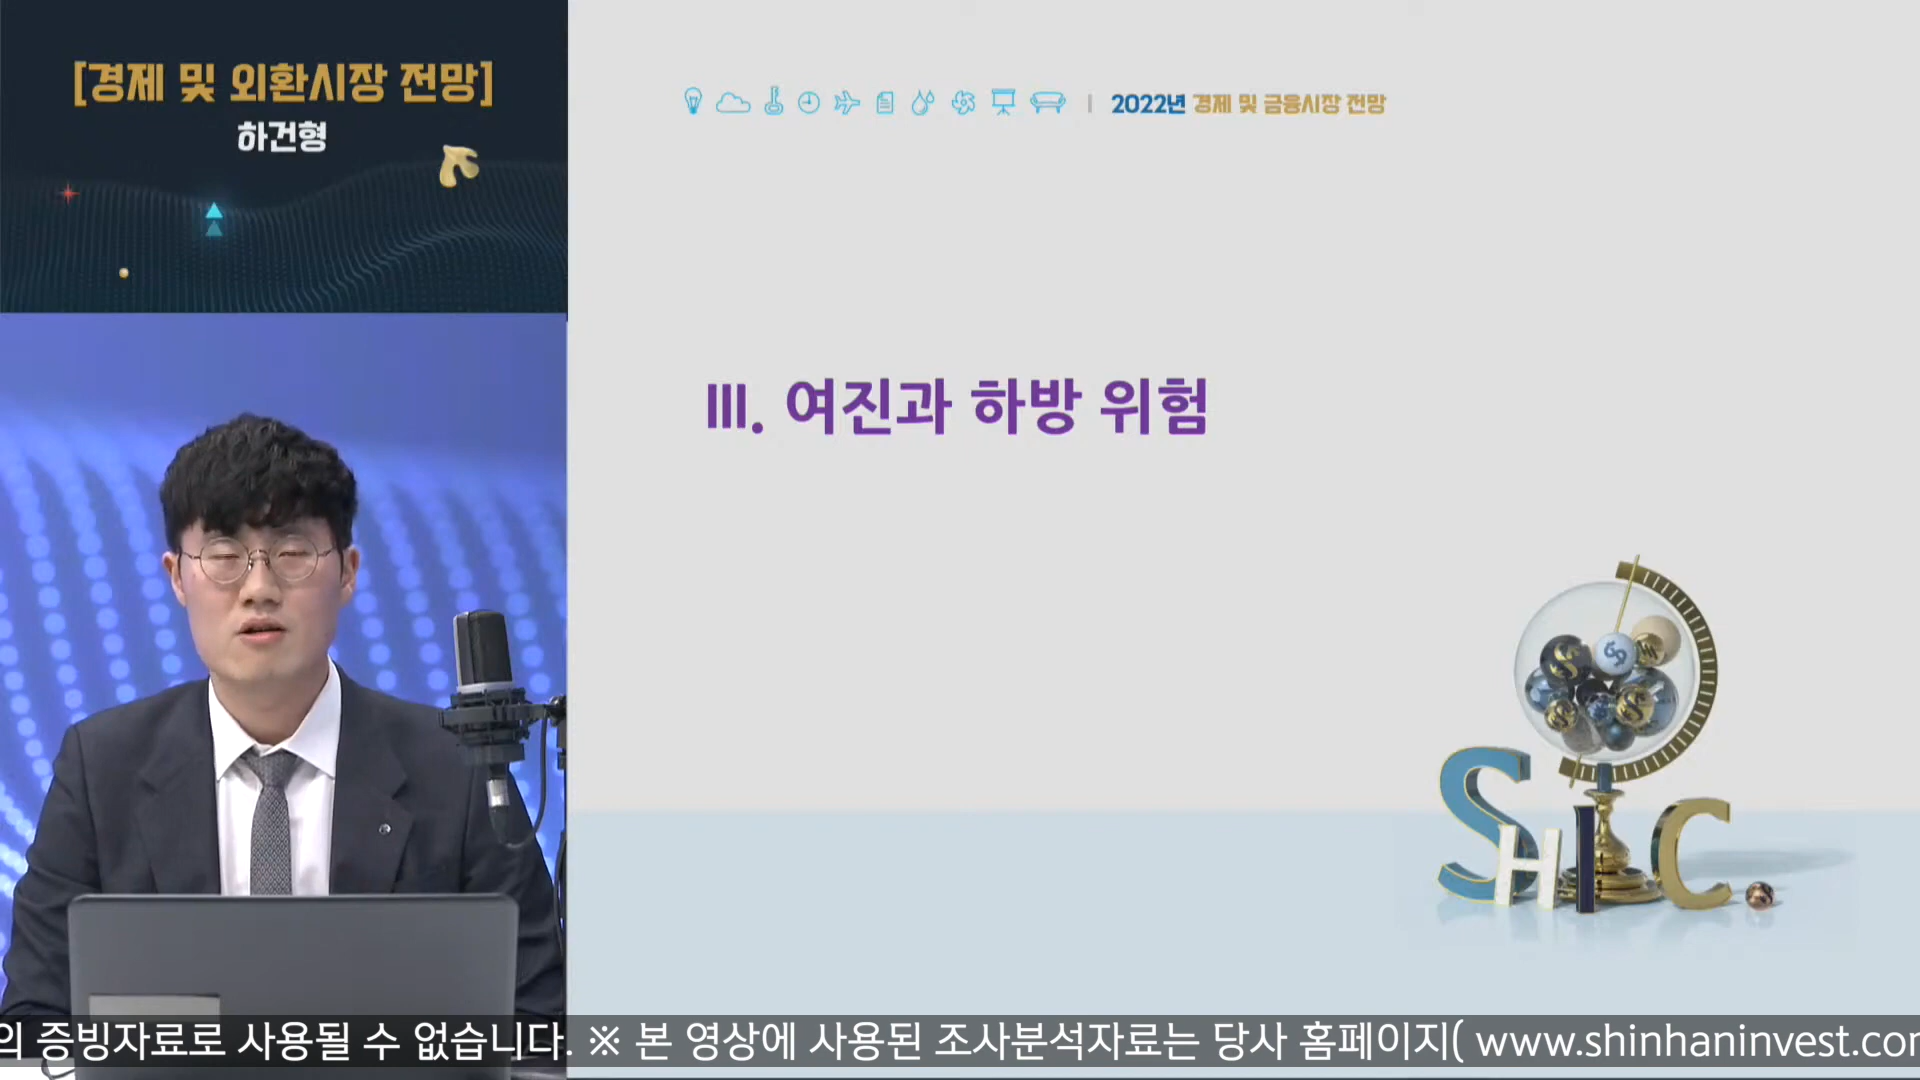 [경제 및 외환시장 전망]
하건형
2022년 경제 및 금융시장 전망
III. 여진과 하방 위험
SHIC
의 증빙자료로 사용될 수 없습니다. ※ 본 영상에 사용된 조사분석자료는 당사 홈페이지( www.shinhaninvest.com